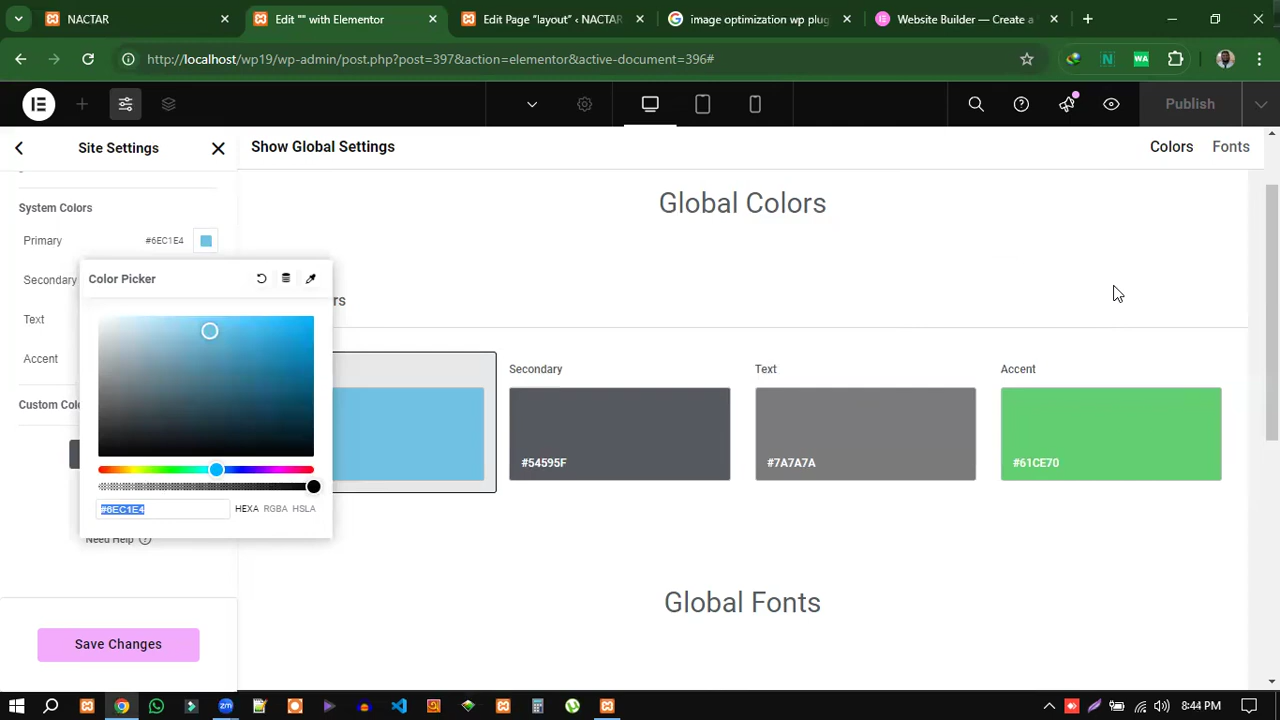 NACTAR
Edit "" with Elementor
Edit Page “layout” ‹ NACTAR
image optimization wp plug
Website Builder — Create a
http://localhost/wp19/wp-admin/post.php?post=397&action=elementor&active-document=396#
Publish
Site Settings
Show Global Settings
Colors
Fonts
System Colors
Primary
#6EC1E4
Secondary
Text
Accent
Custom Colo
Color Picker
#6EC1E4
HEXA
RGBA
HSLA
Need Help
Save Changes
Global Colors
rs
Secondary
#54595F
Text
#7A7A7A
Accent
#61CE70
Global Fonts
8:44 PM